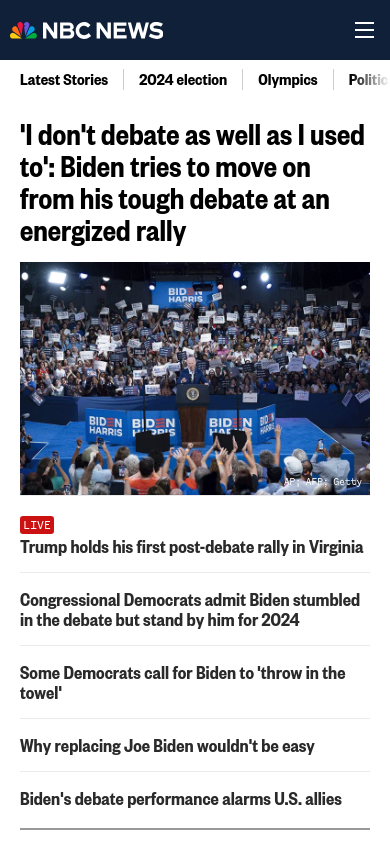 NBC NEWS
Latest Stories
2024 election
Olympics
Politic
'I don't debate as well as I used
to': Biden tries to move on
from his tough debate at an
energized rally
BIDEN
HARRIS
BIDEN
HARRIS
BIDEN
HARRIS
BIDEN
HARRIS
AP; AFP; Getty
LIVE
Trump holds his first post-debate rally in Virginia
Congressional Democrats admit Biden stumbled
in the debate but stand by him for 2024
Some Democrats call for Biden to 'throw in the
towel'
Why replacing Joe Biden wouldn't be easy
Biden's debate performance alarms U.S. allies